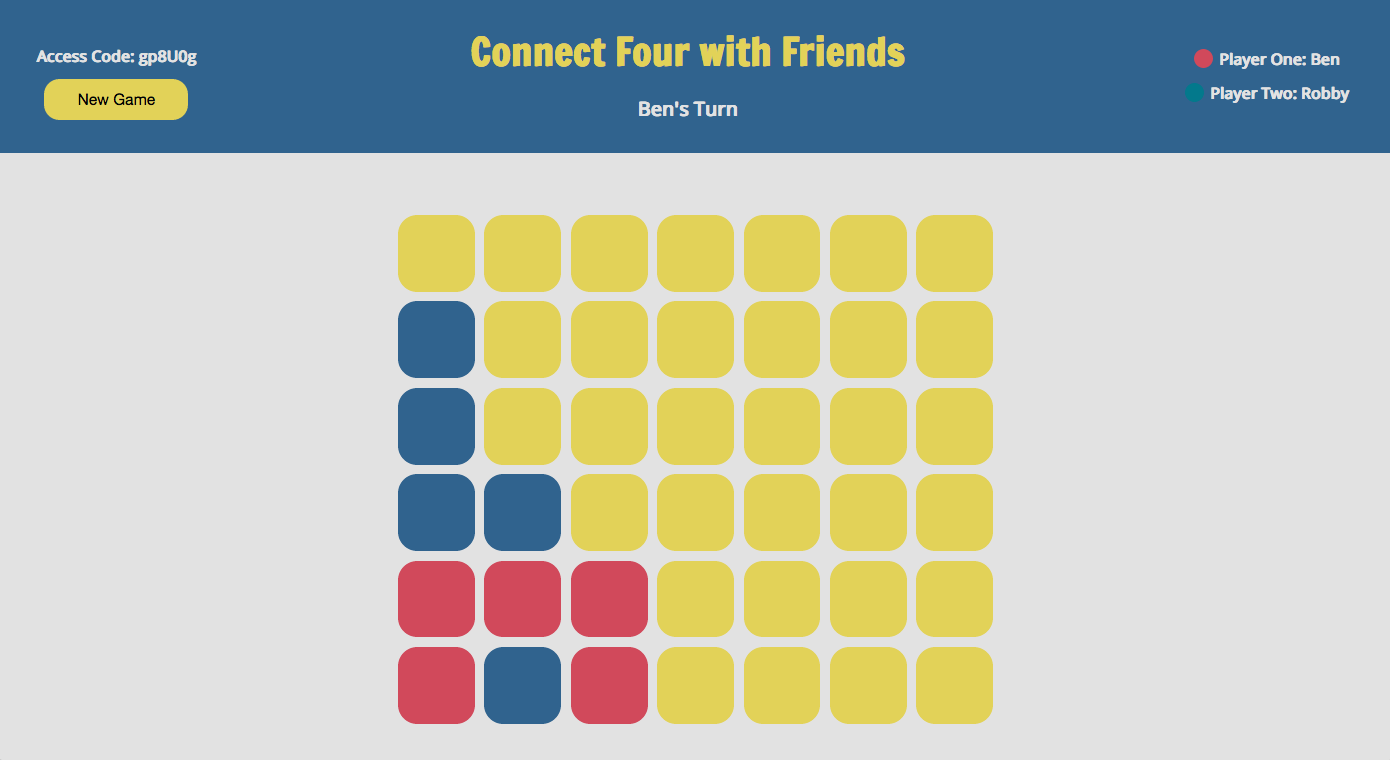 Access Code: gp8U0g
New Game
Connect Four with Friends
Ben's Turn
Player One: Ben
Player Two: Robby